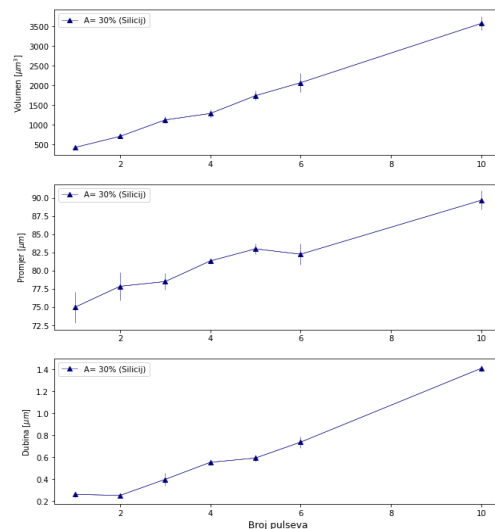 A= 30% (Silicij)
Volumen [μm³]
3500
3000
2500
2000
1500
1000
500
2 4 6 8 10
A= 30% (Silicij)
Promjer [μm]
90.0
87.5
85.0
82.5
80.0
77.5
75.0
72.5
2 4 6 8 10
A= 30% (Silicij)
Dubina [μm]
1.4
1.2
1.0
0.8
0.6
0.4
0.2
2 4 6 8 10
Broj pulseva